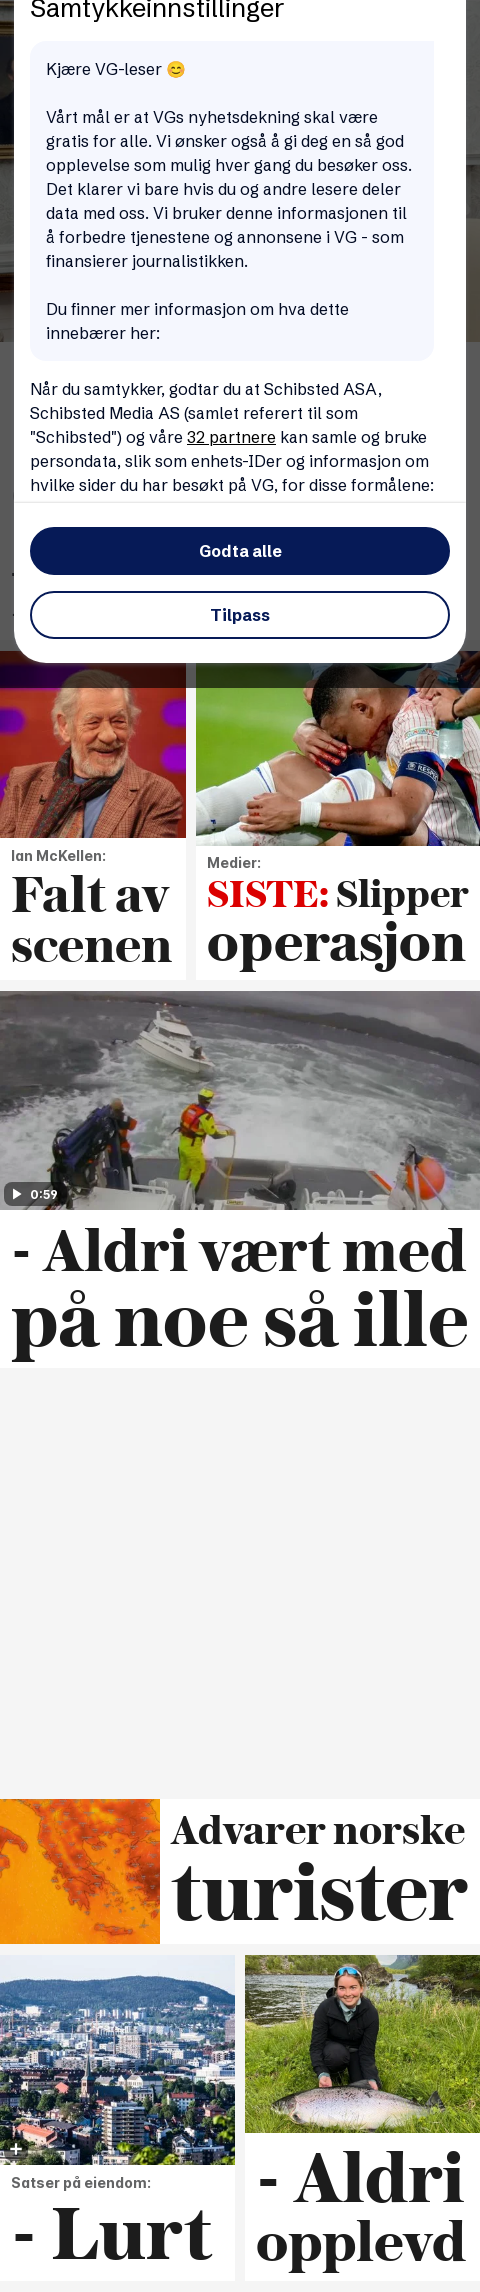 Samtykkeinnstillinger
Kjære VG-leser 😊
Vårt mål er at VGs nyhetsdekning skal være
gratis for alle. Vi ønsker også å gi deg en så god
opplevelse som mulig hver gang du besøker oss.
Det klarer vi bare hvis du og andre lesere deler
data med oss. Vi bruker denne informasjonen til
å forbedre tjenestene og annonsene i VG - som
finansierer journalistikken.
Du finner mer informasjon om hva dette
innebærer her:
Når du samtykker, godtar du at Schibsted ASA,
Schibsted Media AS (samlet referert til som
"Schibsted") og våre 32 partnere kan samle og bruke
persondata, slik som enhets-IDer og informasjon om
hvilke sider du har besøkt på VG, for disse formålene:
Godta alle
Tilpass
Ian McKellen:
Falt av
scenen
RESPECT
Medier:
SISTE: Slipper
operasjon
0:59
- Aldri vært med
på noe så ille
Advarer norske
turister
Satser på eiendom:
- Lurt
- Aldri
opplevd